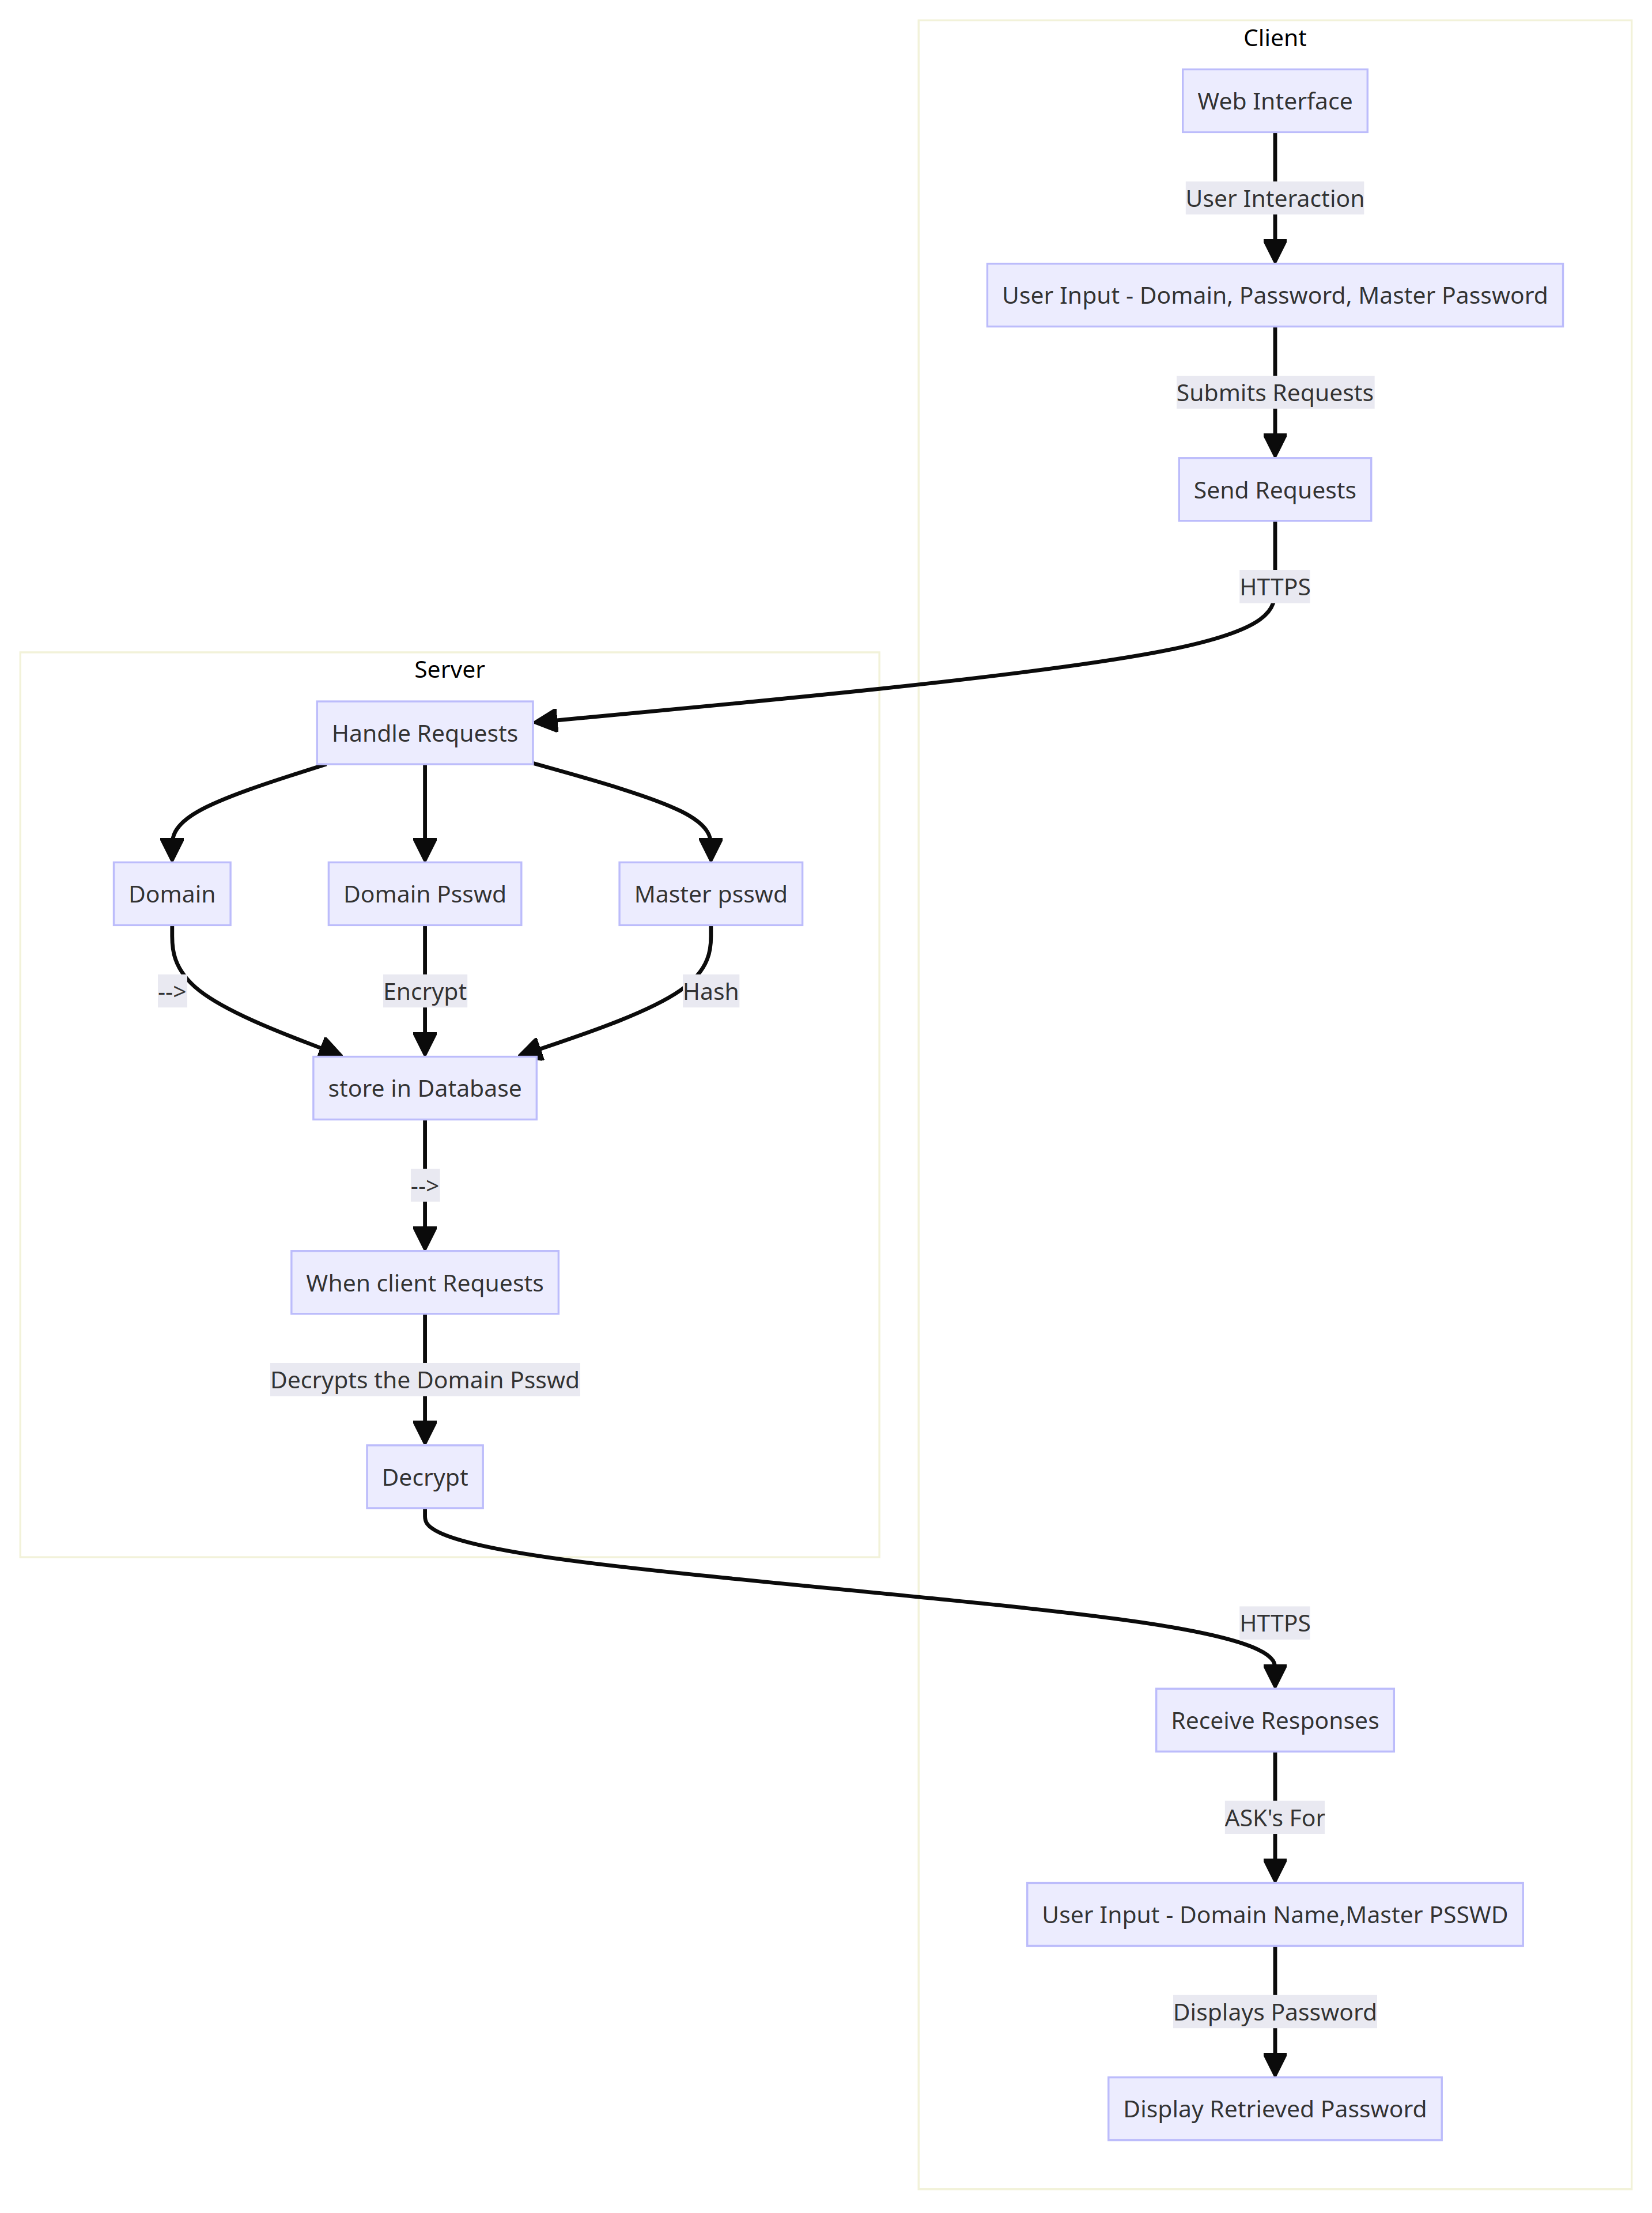 Client
Web Interface
User Interaction
User Input - Domain, Password, Master Password
Submits Requests
Send Requests
HTTPS
Server
Handle Requests
Domain
Domain Psswd
Master psswd
-->
Encrypt
Hash
store in Database
-->
When client Requests
Decrypts the Domain Psswd
Decrypt
HTTPS
Receive Responses
ASK's For
User Input - Domain Name,Master PSSWD
Displays Password
Display Retrieved Password